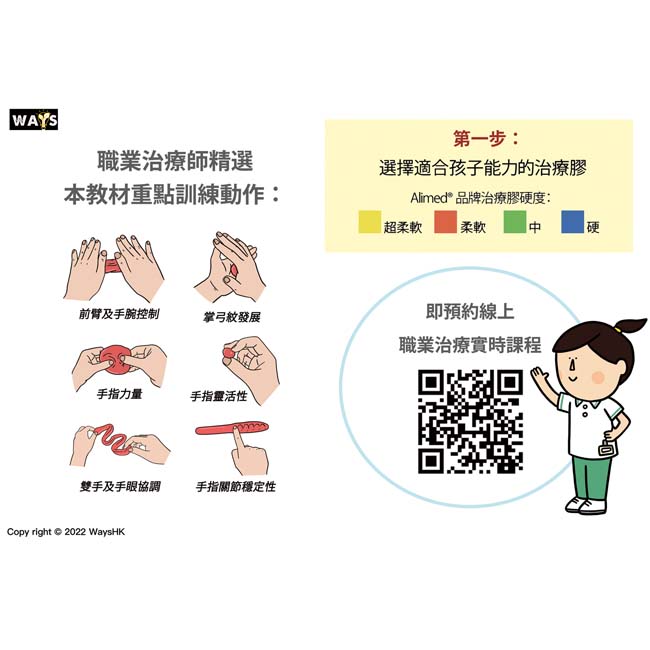 WAYS
職業治療師精選
本教材重點訓練動作：
前臂及手腕控制
掌弓紋發展
手指力量
手指靈活性
雙手及手眼協調
手指關節穩定性
第一步：
選擇適合孩子能力的治療膠
Alimed® 品牌治療膠硬度：
超柔軟 柔軟 中 硬
即預約線上
職業治療實時課程
Copy right © 2022 WaysHK